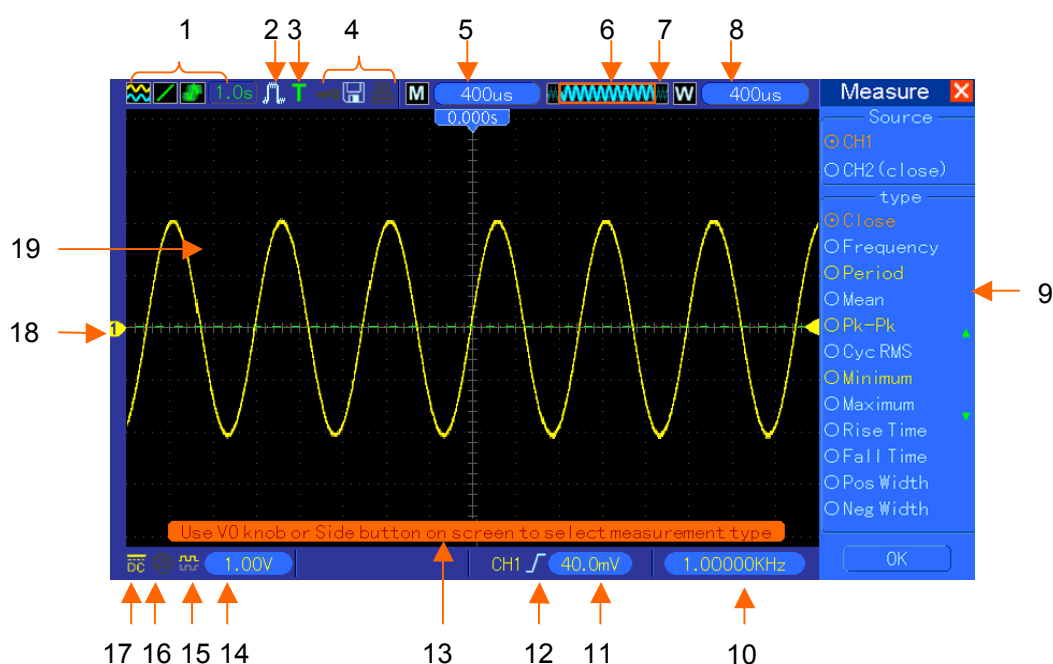 1 2 3 4 5 6 7 8
1.0s T M 400us W 400us Measure
0.000s
Source
CH1
CH2(close)
type
Close
Frequency
Period
Mean
Pk-Pk
Cyc RMS
Minimum
Maximum
Rise Time
Fall Time
Pos Width
Neg Width
OK
19
18
1
9
Use V0 knob or Side button on screen to select measurement type
DC 1.00V CH1 40.0mV 1.00000KHz
17 16 15 14 13 12 11 10